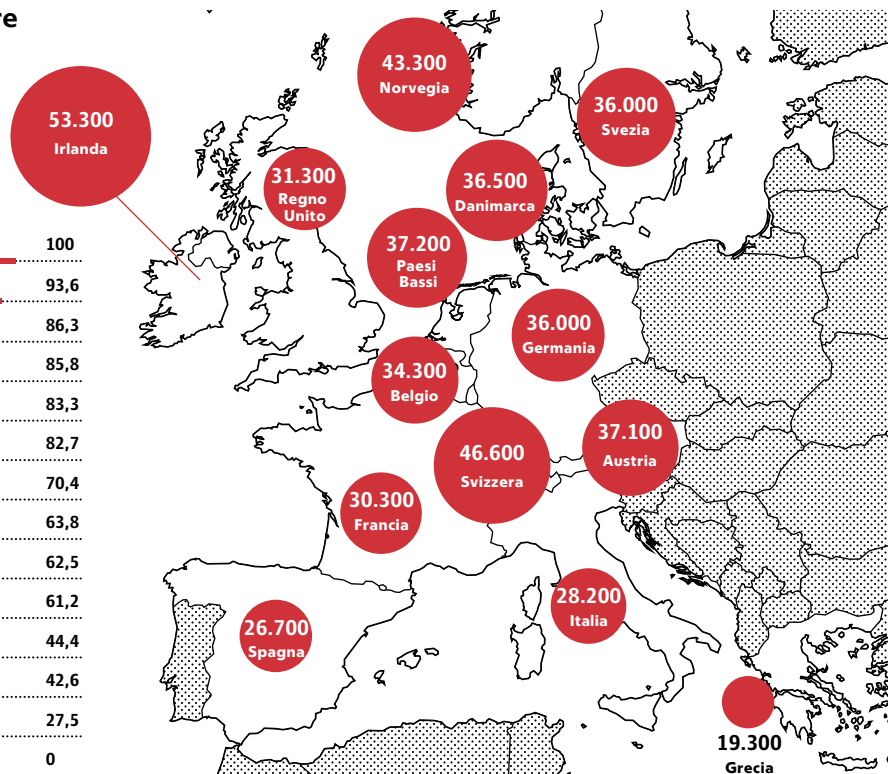 re
53.300
Irlanda
43.300
Norvegia
36.000
Svezia
31.300
Regno
Unito
36.500
Danimarca
37.200
Paesi
Bassi
36.000
Germania
34.300
Belgio
46.600
Svizzera
37.100
Austria
30.300
Francia
28.200
Italia
26.700
Spagna
19.300
Grecia
100
93,6
86,3
85,8
83,3
82,7
70,4
63,8
62,5
61,2
44,4
42,6
27,5
0